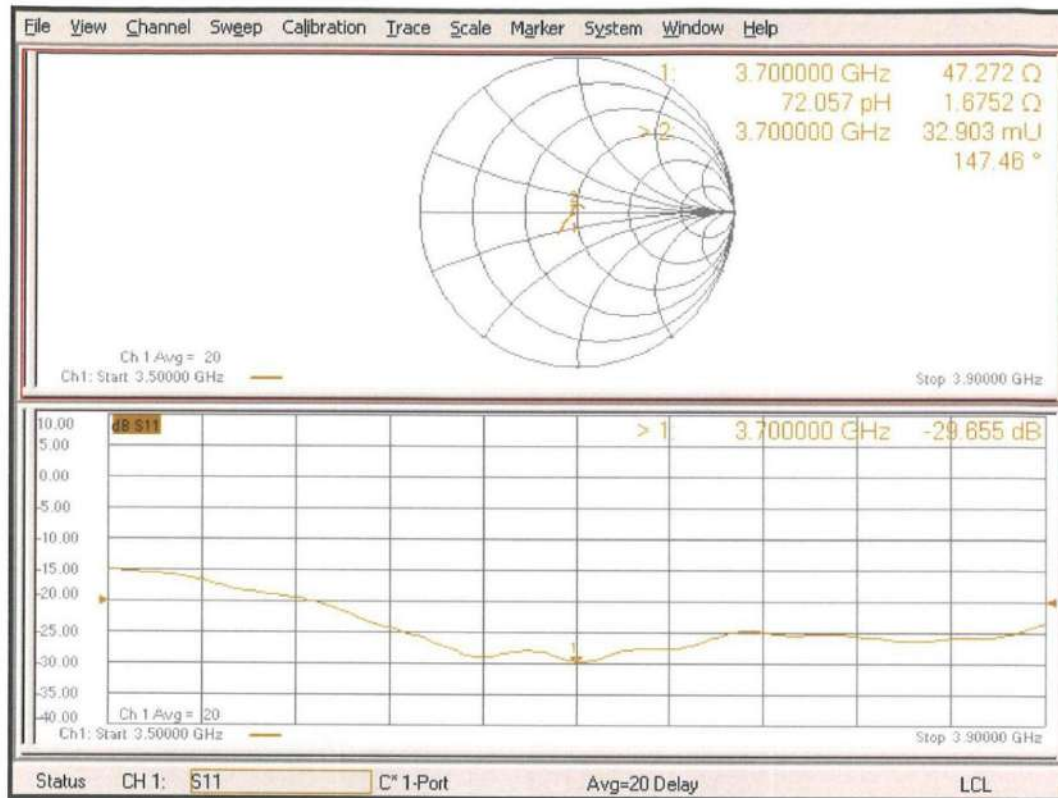 File View Channel Sweep Calibration Trace Scale Marker System Window Help
1: 3.700000 GHz 47.272 Ω
72.057 pH 1.6752 Ω
> 2: 3.700000 GHz 32.903 mU
147.46 °
Ch 1 Avg = 20
Ch1: Start 3.50000 GHz
Stop 3.90000 GHz
dB S11
> 1: 3.700000 GHz -29.655 dB
10.00
5.00
0.00
-5.00
-10.00
-15.00
-20.00
-25.00
-30.00
-35.00
-40.00
1
Ch 1 Avg = 20
Ch1: Start 3.50000 GHz
Stop 3.90000 GHz
Status CH 1: S11 C* 1-Port Avg=20 Delay LCL